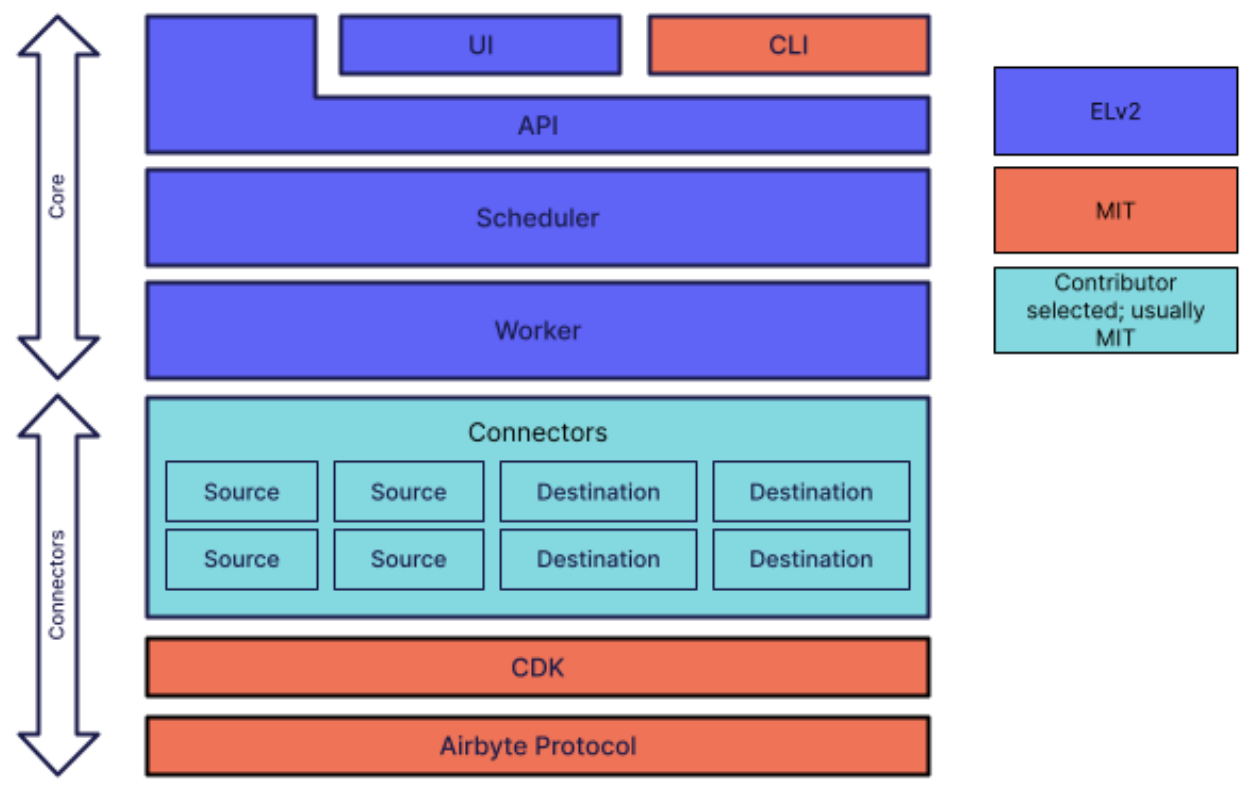 UI
CLI
API
Core
Scheduler
Worker
ELv2
MIT
Contributor
selected; usually
MIT
Connectors
Connectors
Source
Source
Destination
Destination
Source
Source
Destination
Destination
CDK
Airbyte Protocol